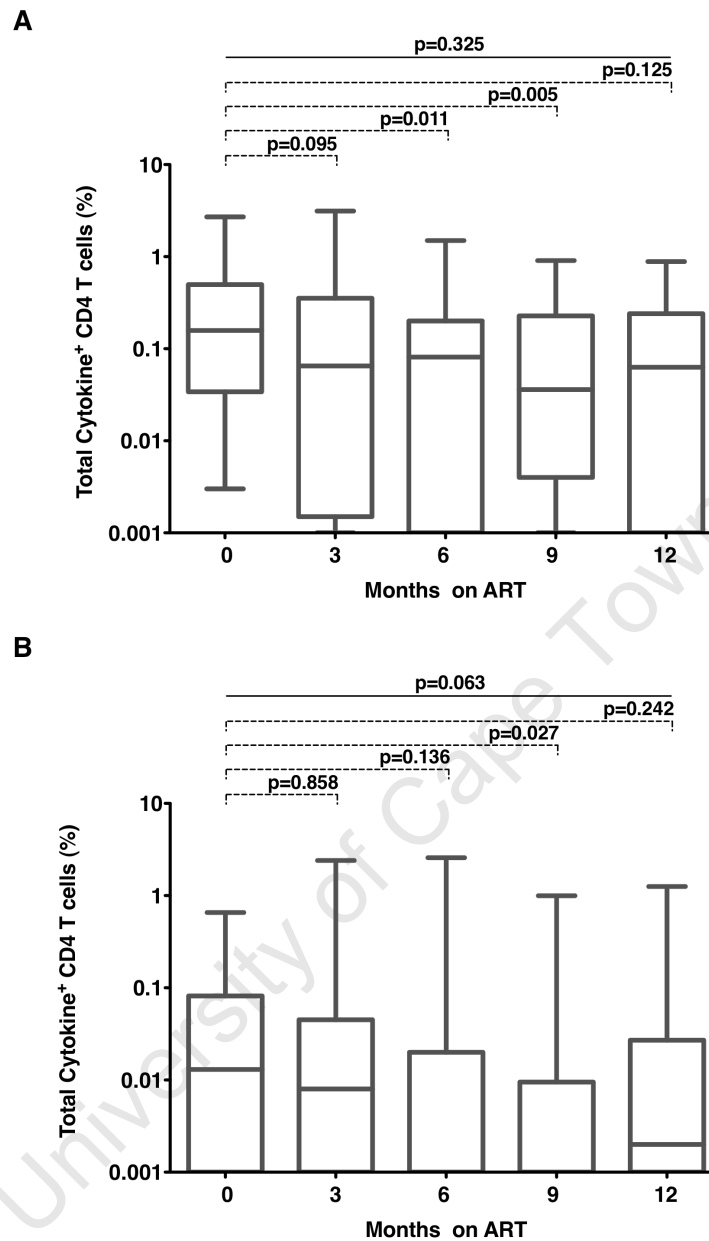 A
p=0.325
p=0.125
p=0.005
p=0.011
p=0.095
10
1
0.1
0.01
0.001
Total Cytokine+ CD4 T cells (%)
0 3 6 9 12
Months on ART
B
p=0.063
p=0.242
p=0.027
p=0.136
p=0.858
10
1
0.1
0.01
0.001
Total Cytokine+ CD4 T cells (%)
0 3 6 9 12
Months on ART
University of Cape Town